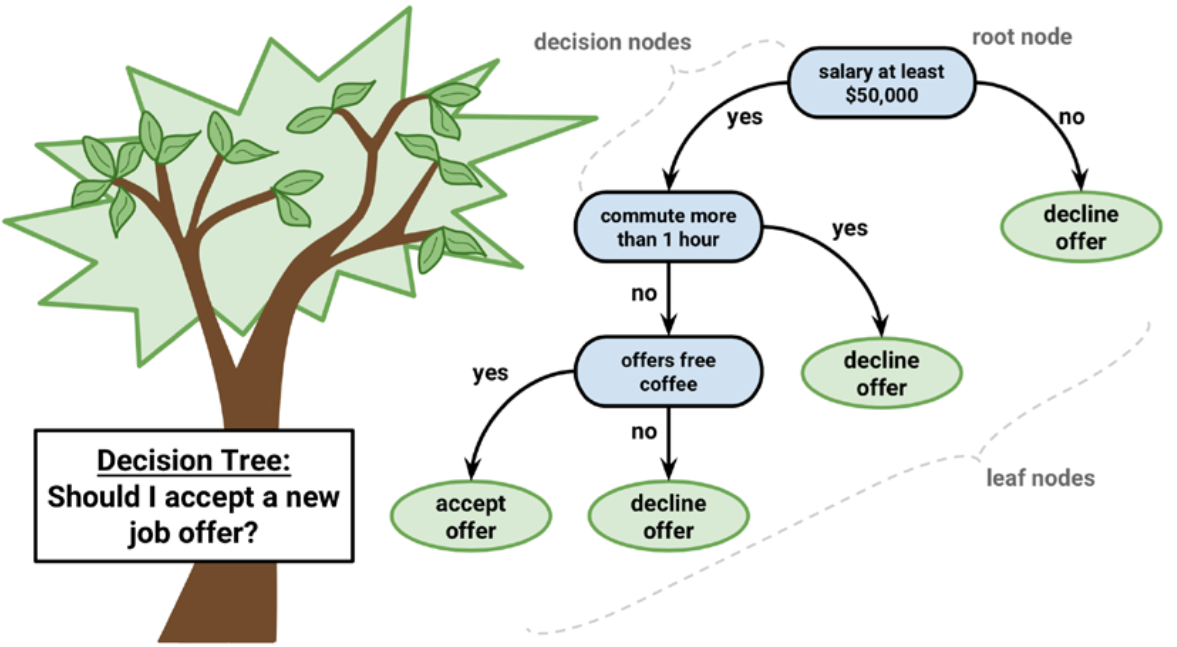 decision nodes
root node
salary at least
$50,000
yes
no
commute more
than 1 hour
yes
decline
offer
no
offers free
coffee
decline
offer
yes
no
accept
offer
decline
offer
leaf nodes
Decision Tree:
Should I accept a new
job offer?